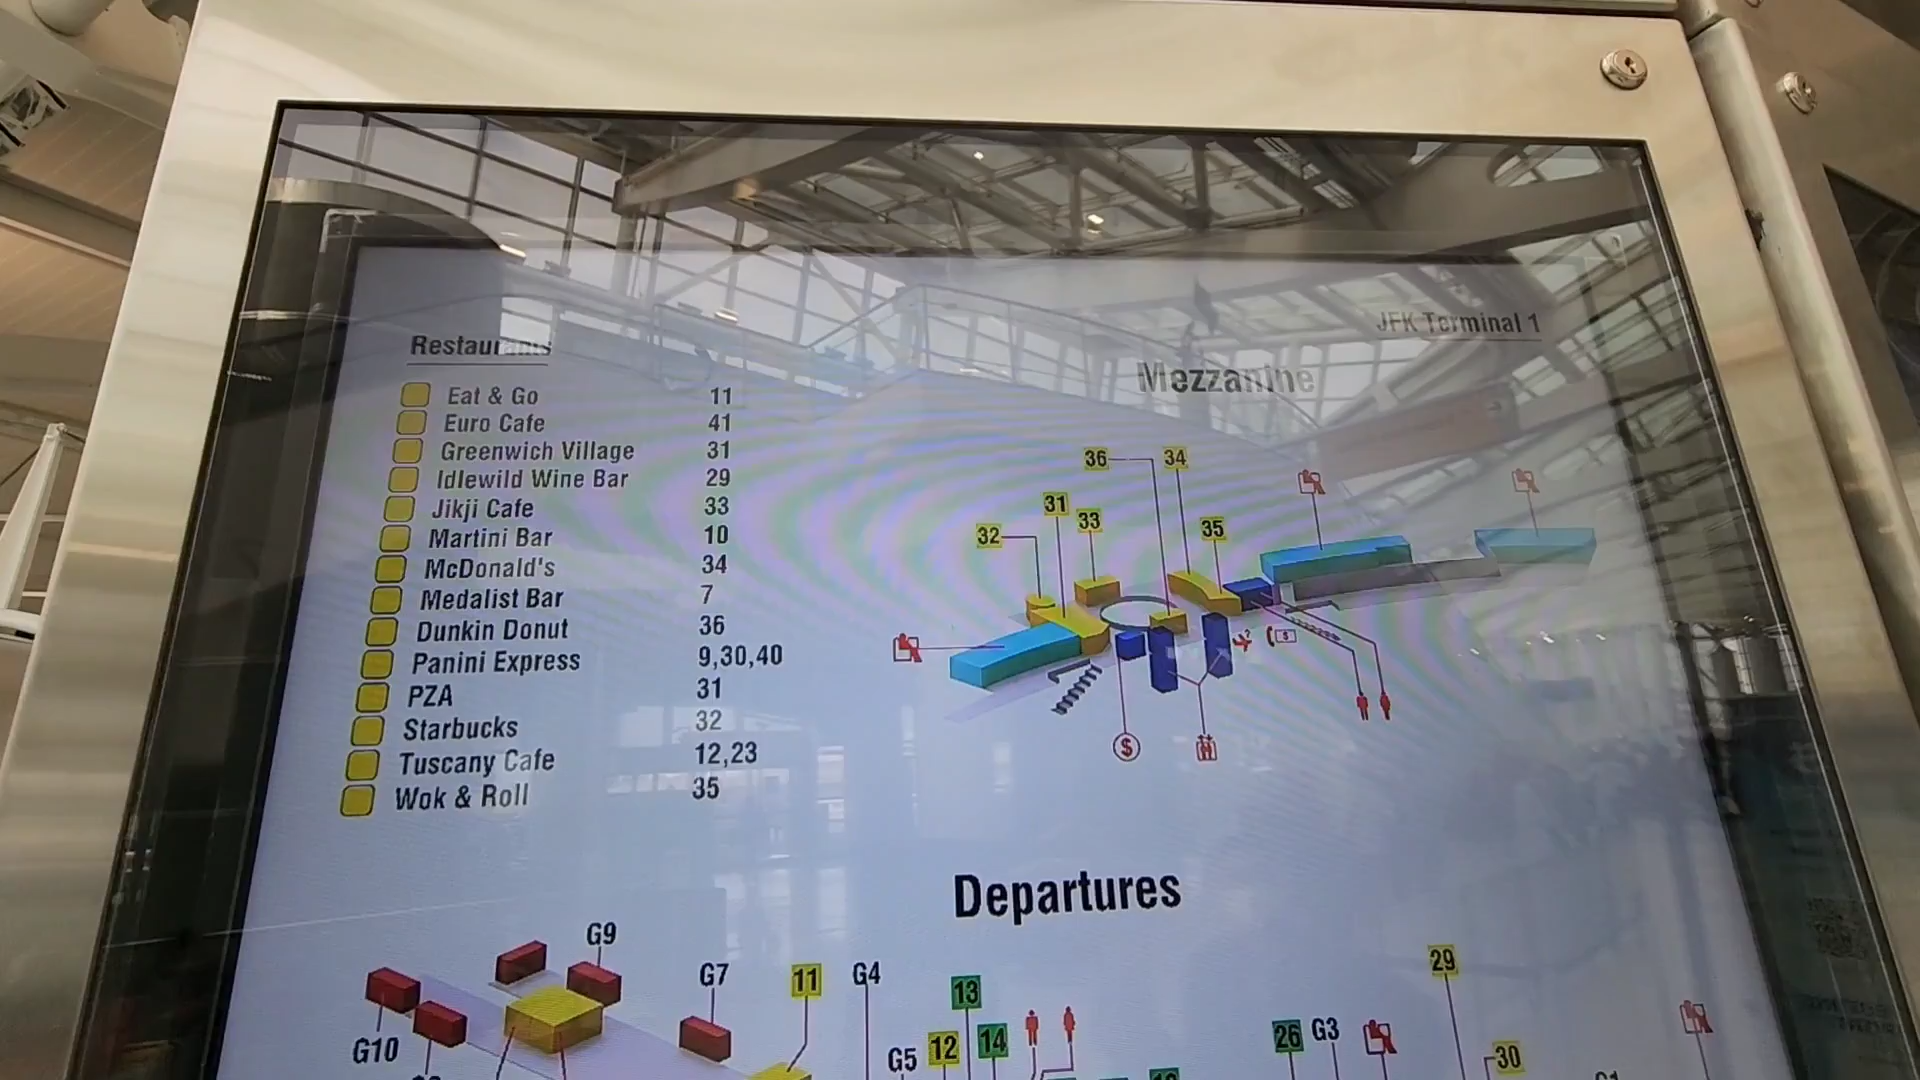 JFK Terminal 1
Restaurants
Eat & Go 11
Euro Cafe 41
Greenwich Village 31
Idlewild Wine Bar 29
Jikji Cafe 33
Martini Bar 10
McDonald's 34
Medalist Bar 7
Dunkin Donut 36
Panini Express 9,30,40
PZA 31
Starbucks 32
Tuscany Cafe 12,23
Wok & Roll 35
Mezzanine
36 34
31
33
32
35
$
Departures
G9
G7 11 G4
13
29
G10
G5 12 14
26 G3
30